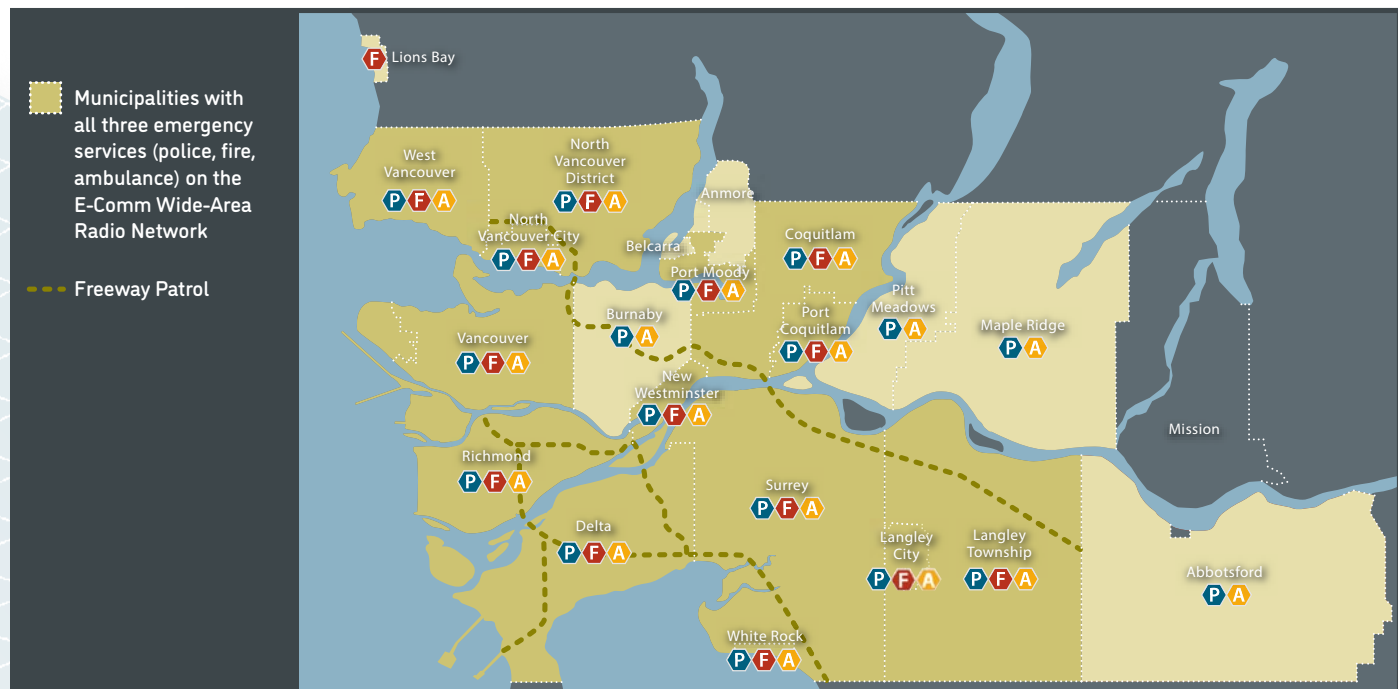 Municipalities with
all three emergency
services (police, fire,
ambulance) on the
E-Comm Wide-Area
Radio Network
Freeway Patrol
F Lions Bay
West
Vancouver
P F A
North
Vancouver
District
P F A
North
Vancouver City
P F A
Anmore
Belcarra
Port Moody
P F A
Coquitlam
P F A
Port
Coquitlam
P F A
Pitt
Meadows
P A
Maple Ridge
P A
Burnaby
P A
Vancouver
P F A
New
Westminster
P F A
Mission
Richmond
P F A
Surrey
P F A
Delta
P F A
Langley
City
P F A
Langley
Township
P F A
Abbotsford
P A
White Rock
P F A